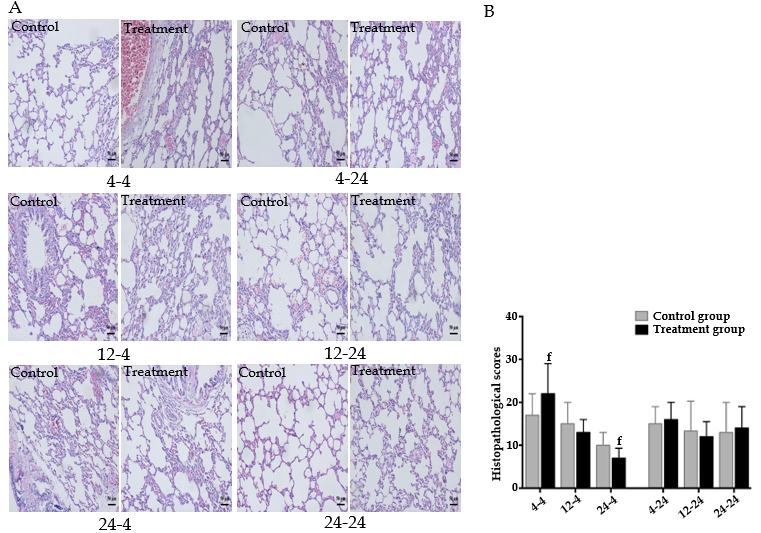 A
B
Control Treatment Control Treatment
4-4 4-24
Control Treatment Control Treatment
12-4 12-24
Control Treatment Control Treatment
24-4 24-24
Control group
Treatment group
Histopathological scores
40
30
20
10
0
f
f
4-4 12-4 24-4 4-24 12-24 24-24